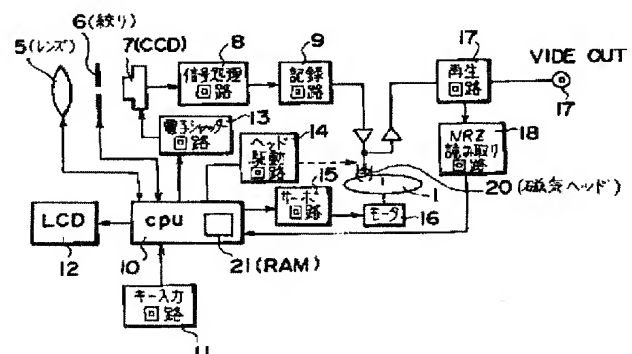 5(レンズ)
6(絞り)
7(CCD)
8
信号処理
回路
9
記録
回路
17
再生
回路
VIDE OUT
17
13
電子シャッター
回路
14
ヘッド
駆動
回路
18
NRZ
読み取り
回路
15
サーボ
回路
20(磁気ヘッド)
1
モータ
16
LCD
12
cpu
10
21(RAM)
キー入力
回路
11